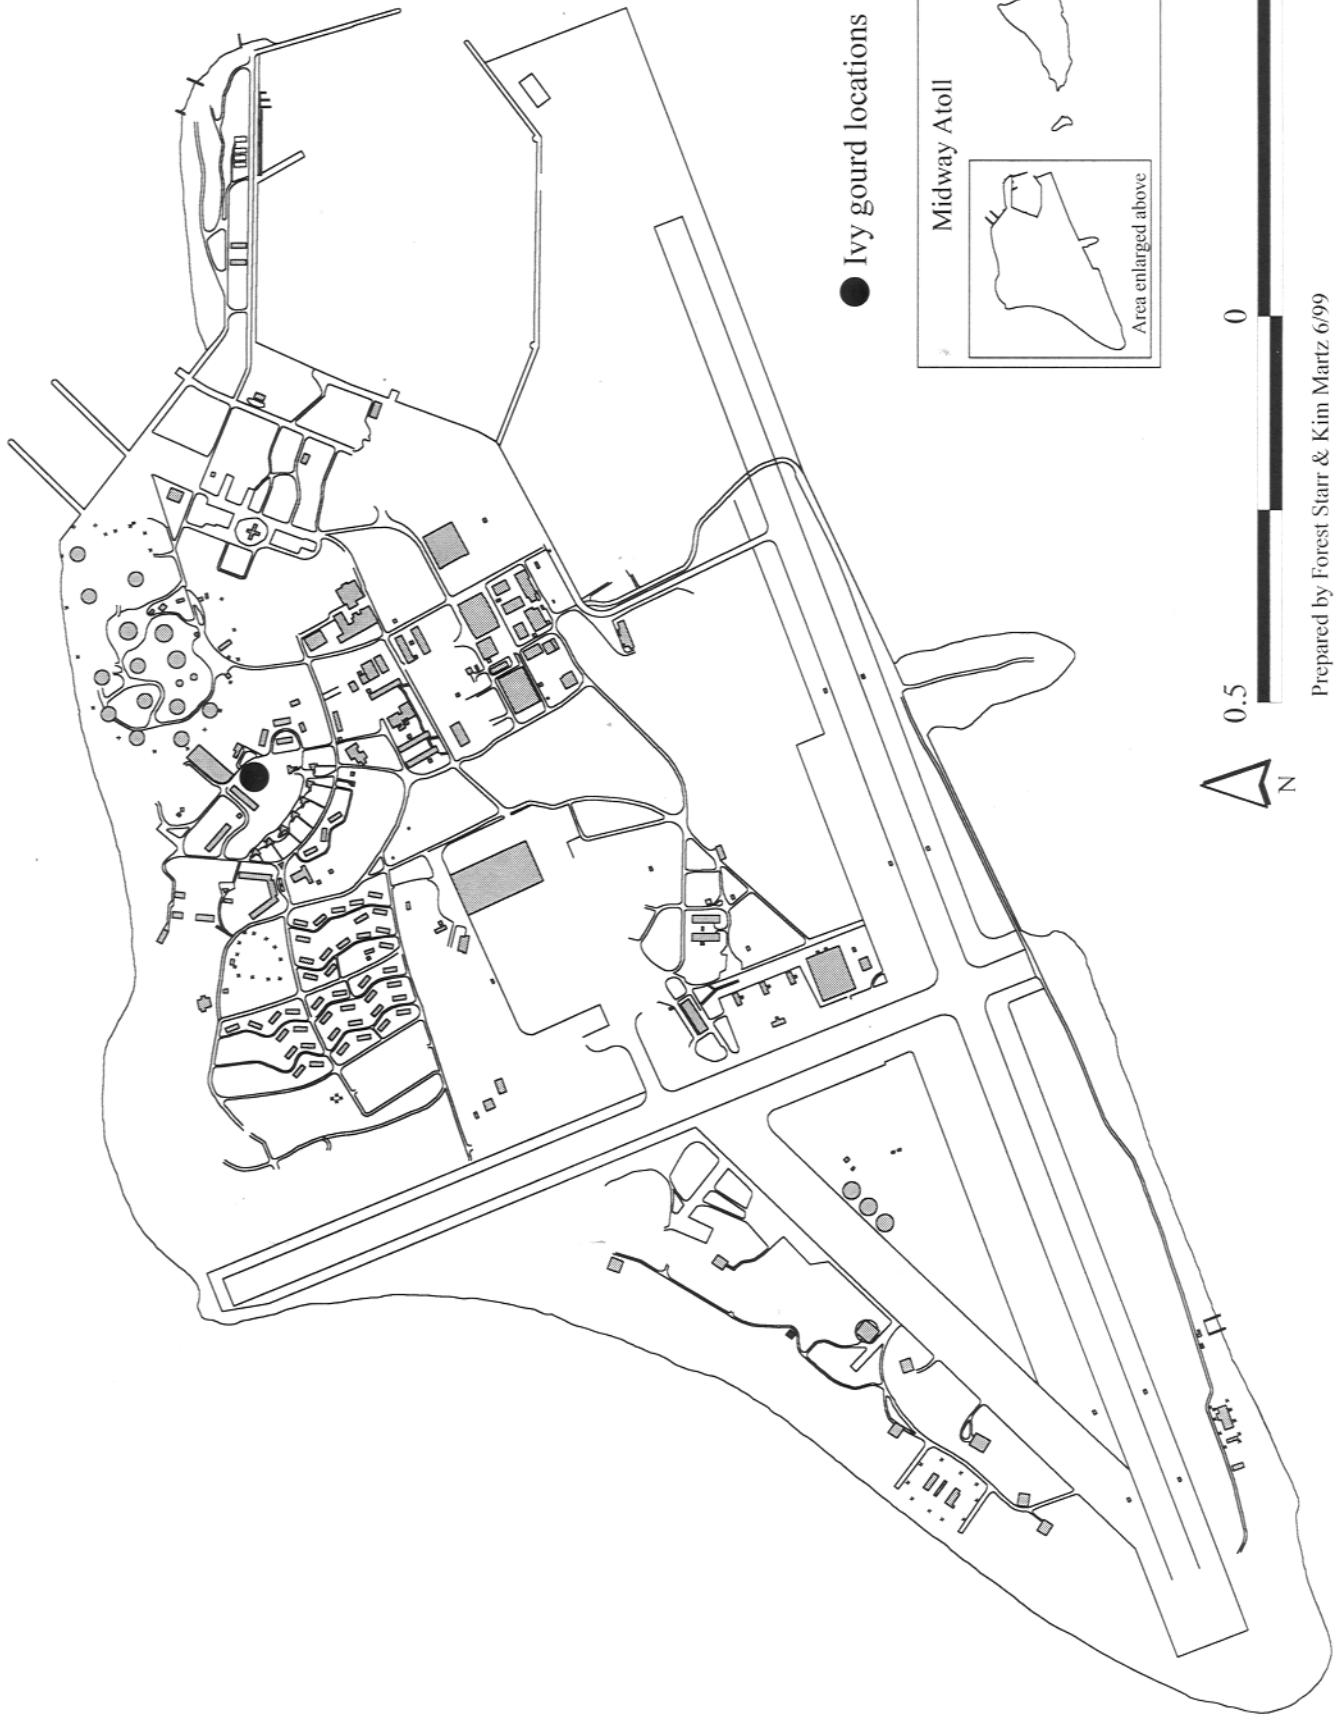 Ivy gourd locations
Midway Atoll
Area enlarged above
0.5
0
N
Prepared by Forest Starr & Kim Martz 6/99